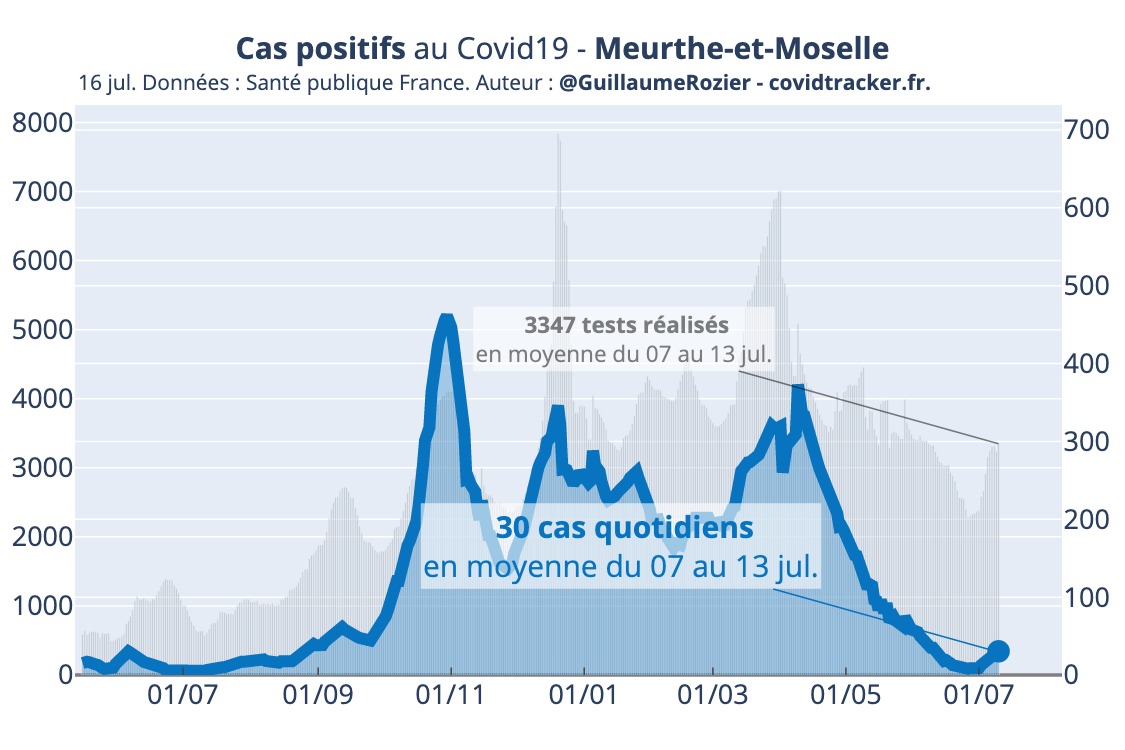 Cas positifs au Covid19 - Meurthe-et-Moselle
16 jul. Données : Santé publique France. Auteur : @GuillaumeRozier - covidtracker.fr.
8000
7000
6000
5000
4000
3000
2000
1000
0
700
600
500
400
300
200
100
0
3347 tests réalisés
en moyenne du 07 au 13 jul.
30 cas quotidiens
en moyenne du 07 au 13 jul.
01/07 01/09 01/11 01/01 01/03 01/05 01/07